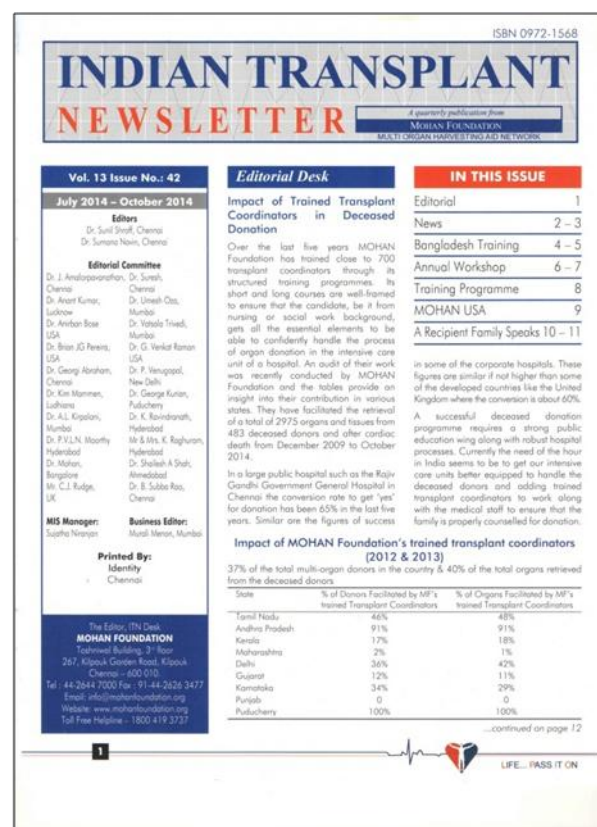 ISBN 0972-1568
INDIAN TRANSPLANT
NEWSLETTER
A quarterly publication from
MOHAN FOUNDATION
MULTI ORGAN HARVESTING AID NETWORK
Vol. 13 Issue No.: 42
July 2014 – October 2014
Editors
Dr. Sunil Shroff, Chennai
Dr. Sumana Navin, Chennai
Editorial Committee
Dr. J. Amalorpavanathan,
Chennai
Dr. Anant Kumar,
Lucknow
Dr. Anirban Bose
USA
Dr. Brian JG Pereira,
USA
Dr. Georgi Abraham,
Chennai
Dr. Kim Mammen,
Ludhiana
Dr. A.L. Kirpalani,
Mumbai
Dr. P.V.L.N. Moorthy
Hyderabad
Dr. Mohan,
Bangalore
Mr. C.J. Rudge,
UK
Dr. Suresh,
Chennai
Dr. Umesh Oza,
Mumbai
Dr. Vatsala Trivedi,
Mumbai
Dr. G. Venkat Raman
USA
Dr. P. Venugopal,
New Delhi
Dr. George Kurian,
Puducherry
Dr. K. Ravindranath,
Hyderabad
Mr & Mrs. K. Raghuram,
Hyderabad
Dr. Shailesh A Shah,
Ahmedabad
Dr. B. Subba Rao,
Chennai
MIS Manager:
Sujatha Niranjan
Business Editor:
Murali Menon, Mumbai
Printed By:
Identity
Chennai
The Editor, ITN Desk
MOHAN FOUNDATION
Toshniwal Building, 3rd floor
267, Kilpauk Garden Road, Kilpauk
Chennai – 600 010.
Tel : 44-2644 7000 Fax : 91-44-2626 3477
Email: info@mohanfoundation.org
Website: www.mohanfoundation.org
Toll Free Helpline - 1800 419 3737
Editorial Desk
Impact of Trained Transplant
Coordinators in Deceased
Donation
Over the last five years MOHAN
Foundation has trained close to 700
transplant coordinators through its
structured training programmes. Its
short and long courses are well-framed
to ensure that the candidate, be it from
nursing or social work background,
gets all the essential elements to be
able to confidently handle the process
of organ donation in the intensive care
unit of a hospital. An audit of their work
was recently conducted by MOHAN
Foundation and the tables provide an
insight into their contribution in various
states. They have facilitated the retrieval
of a total of 2975 organs and tissues from
483 deceased donors and after cardiac
death from December 2009 to October
2014.
In a large public hospital such as the Rajiv
Gandhi Government General Hospital in
Chennai the conversion rate to get 'yes'
for donation has been 65% in the last five
years. Similar are the figures of success
IN THIS ISSUE
Editorial 1
News 2 – 3
Bangladesh Training 4 – 5
Annual Workshop 6 – 7
Training Programme 8
MOHAN USA 9
A Recipient Family Speaks 10 – 11
in some of the corporate hospitals. These
figures are similar if not higher than some
of the developed countries like the United
Kingdom where the conversion is about 60%.
A successful deceased donation
programme requires a strong public
education wing along with robust hospital
processes. Currently the need of the hour
in India seems to be to get our intensive
care units better equipped to handle the
deceased donors and adding trained
transplant coordinators to work along
with the medical staff to ensure that the
family is properly counselled for donation.
Impact of MOHAN Foundation's trained transplant coordinators
(2012 & 2013)
37% of the total multi-organ donors in the country & 40% of the total organs retrieved
from the deceased donors
State % of Donors Facilitated by MF's trained Transplant Coordinators % of Organs Facilitated by MF's trained Transplant Coordinators
Tamil Nadu 46% 48%
Andhra Pradesh 91% 91%
Kerala 17% 18%
Maharashtra 2% 1%
Delhi 36% 42%
Gujarat 12% 11%
Karnataka 34% 29%
Punjab 0 0
Puducherry 100% 100%
...continued on page 12
1
LIFE... PASS IT ON